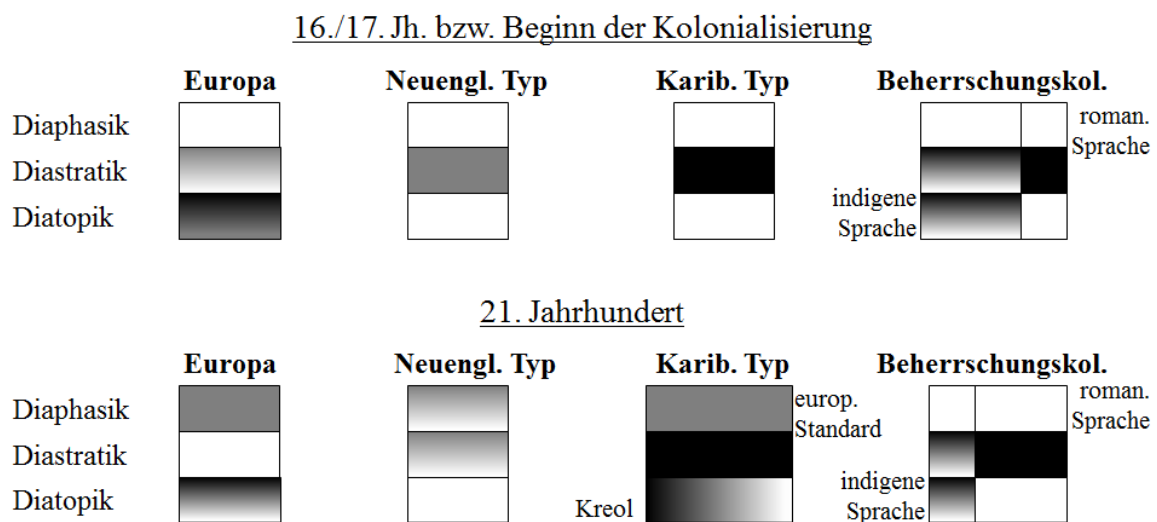 16./17. Jh. bzw. Beginn der Kolonialisierung
Europa Neuengl. Typ Karib. Typ Beherrschungskol.
Diaphasik roman.
Sprache
Diastratik
indigene
Diatopik Sprache
21. Jahrhundert
Europa Neuengl. Typ Karib. Typ Beherrschungskol.
Diaphasik europ. roman.
Standard Sprache
Diastratik
indigene
Diatopik Kreol Sprache